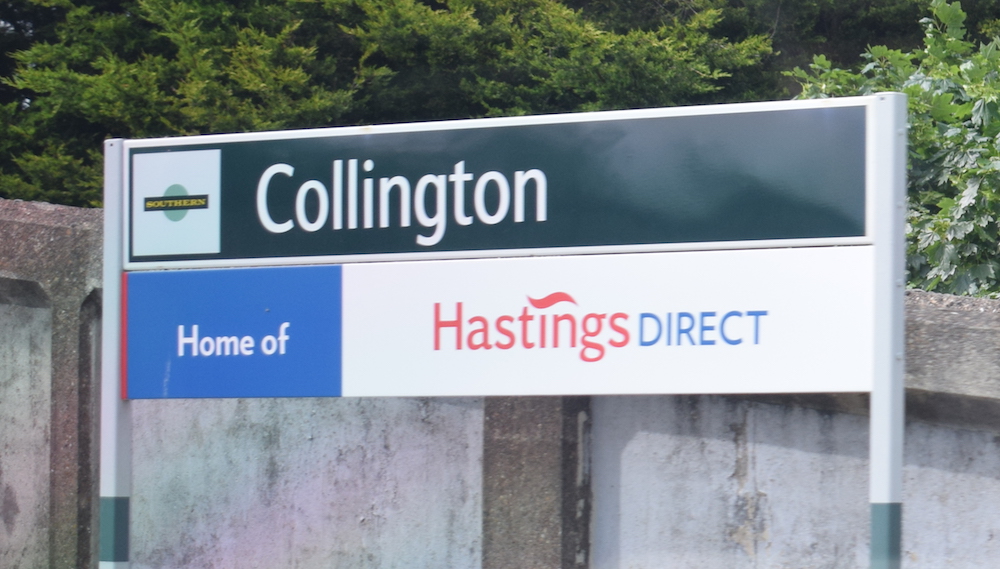 SOUTHERN
Collington
Home of
Hastings DIRECT